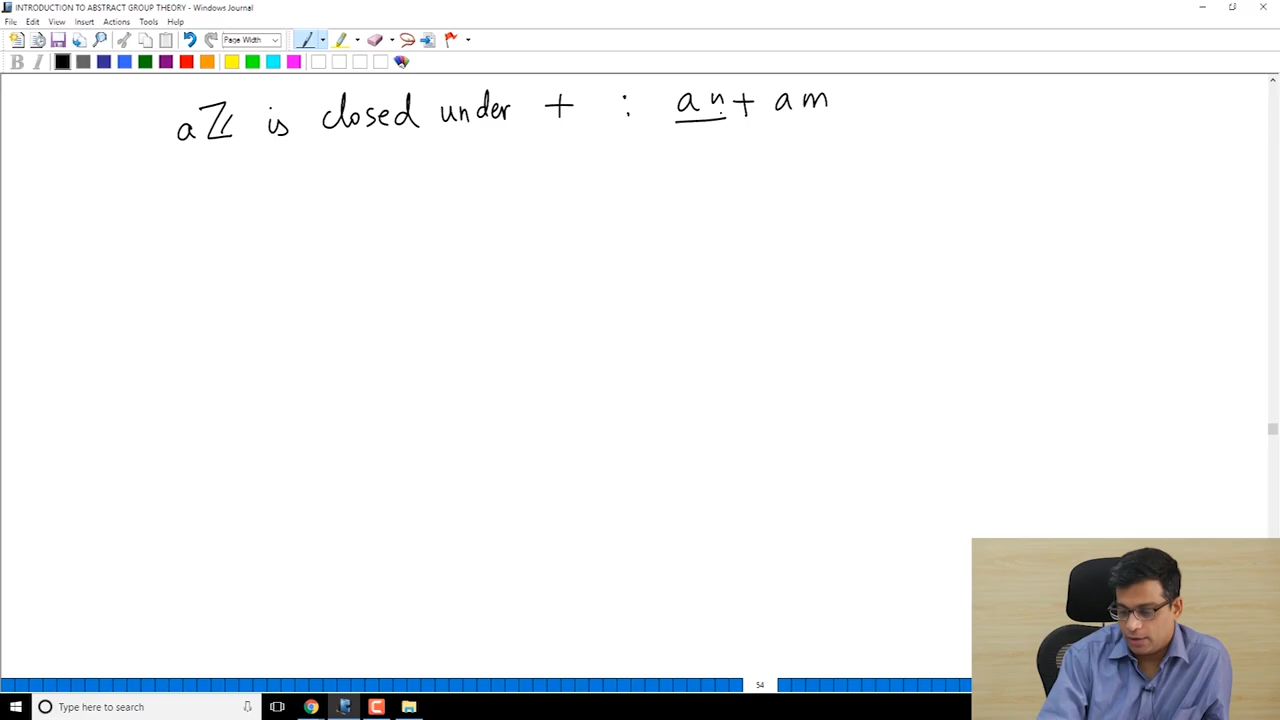 INTRODUCTION TO ABSTRACT GROUP THEORY - Windows Journal
File Edit View Insert Actions Tools Help
Page Width
B I
aℤ is closed under + : an + am
54
Type here to search